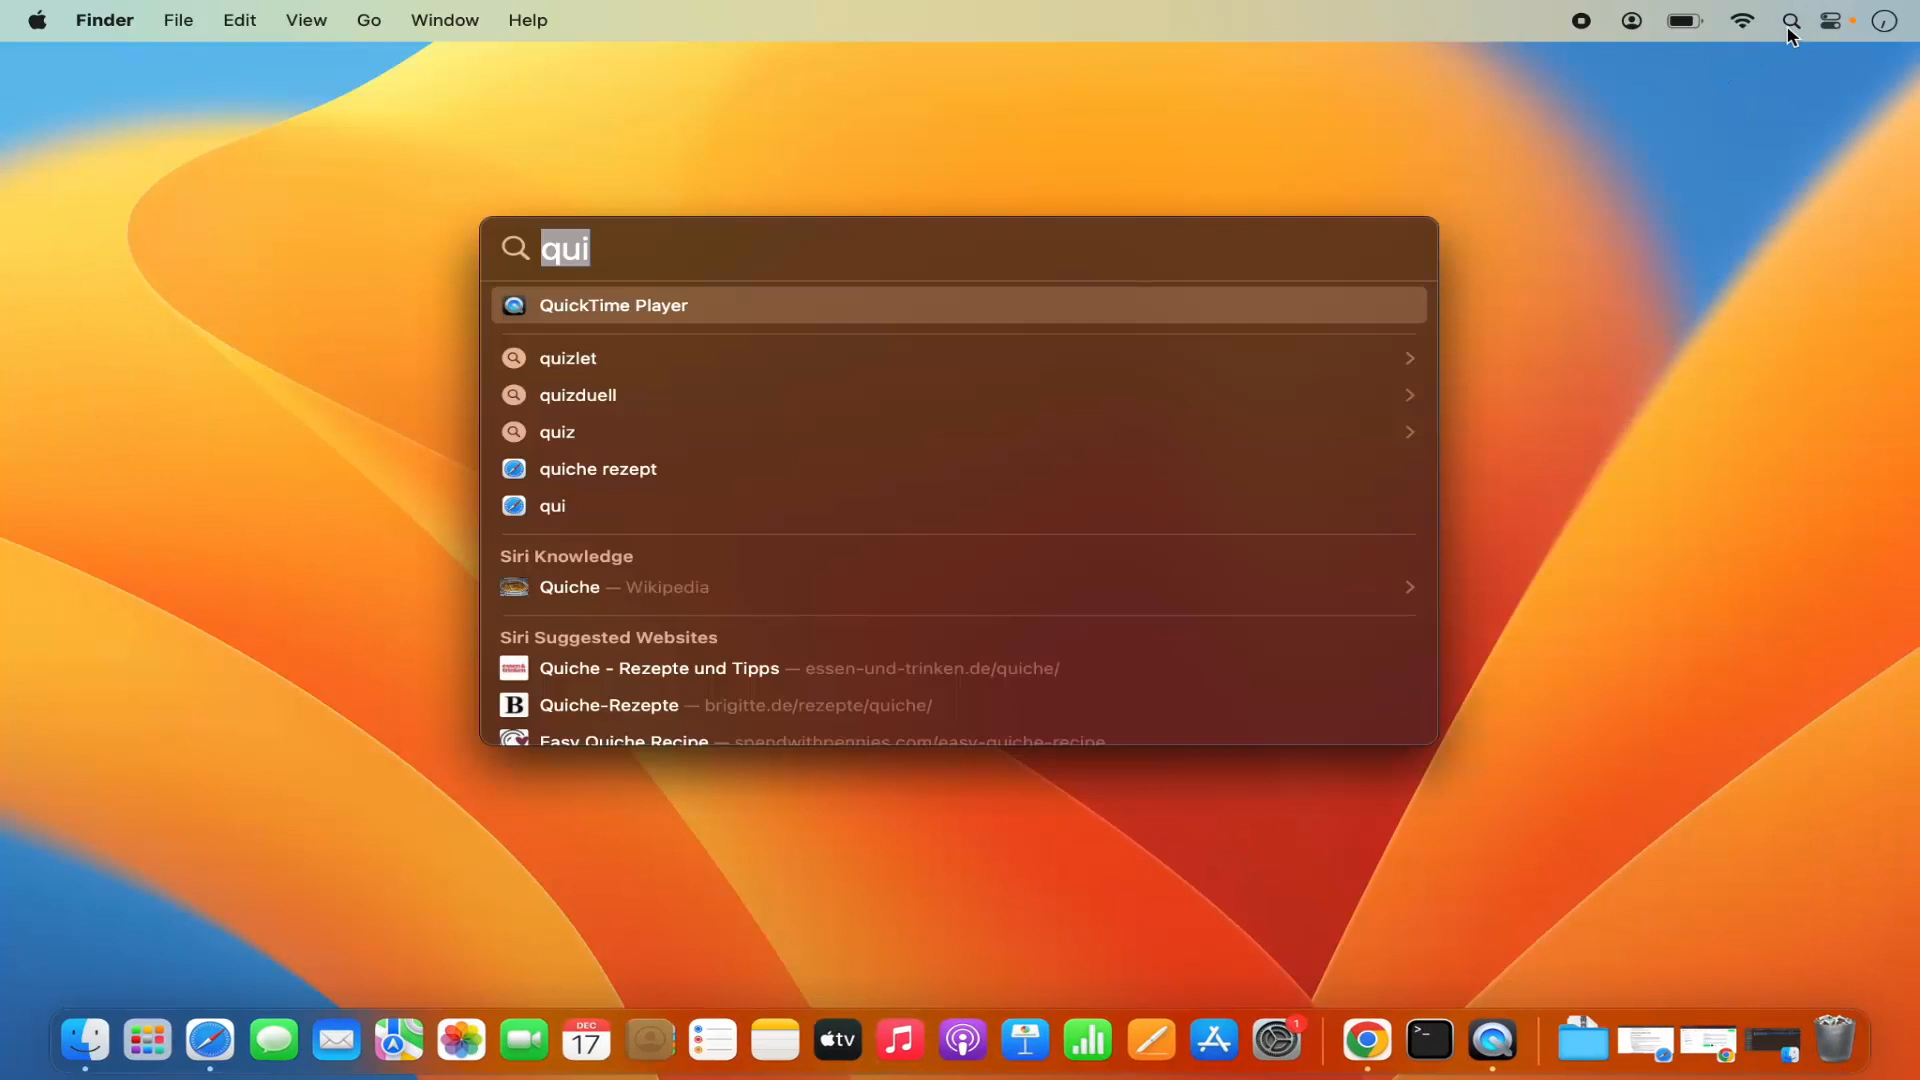 Finder File Edit View Go Window Help
qui
QuickTime Player
quizlet
quizduell
quiz
quiche rezept
qui
Siri Knowledge
Quiche — Wikipedia
Siri Suggested Websites
Quiche - Rezepte und Tipps — essen-und-trinken.de/quiche/
B Quiche-Rezepte — brigitte.de/rezepte/quiche/
Easy Quiche Recipe — spendwithpennies.com/easy-quiche-recipe
DEC
17
tv
1
>_